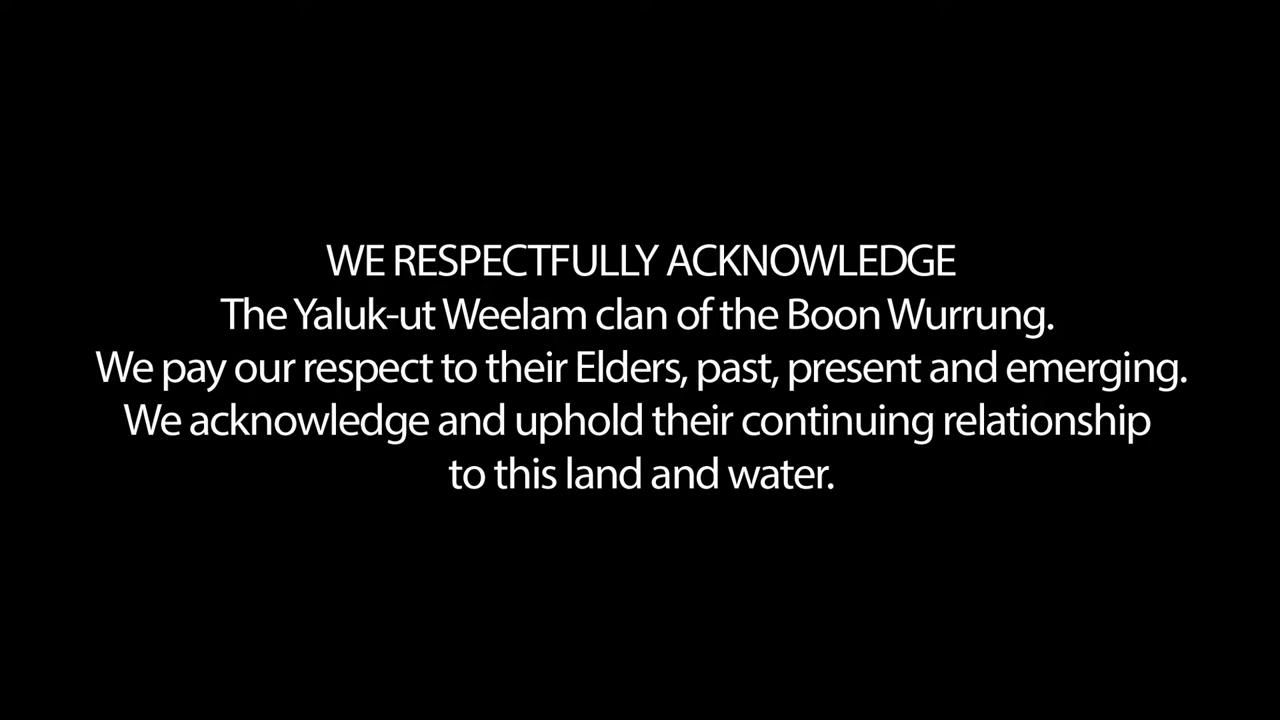 WE RESPECTFULLY ACKNOWLEDGE
The Yaluk-ut Weelam clan of the Boon Wurrung.
We pay our respect to their Elders, past, present and emerging.
We acknowledge and uphold their continuing relationship
to this land and water.